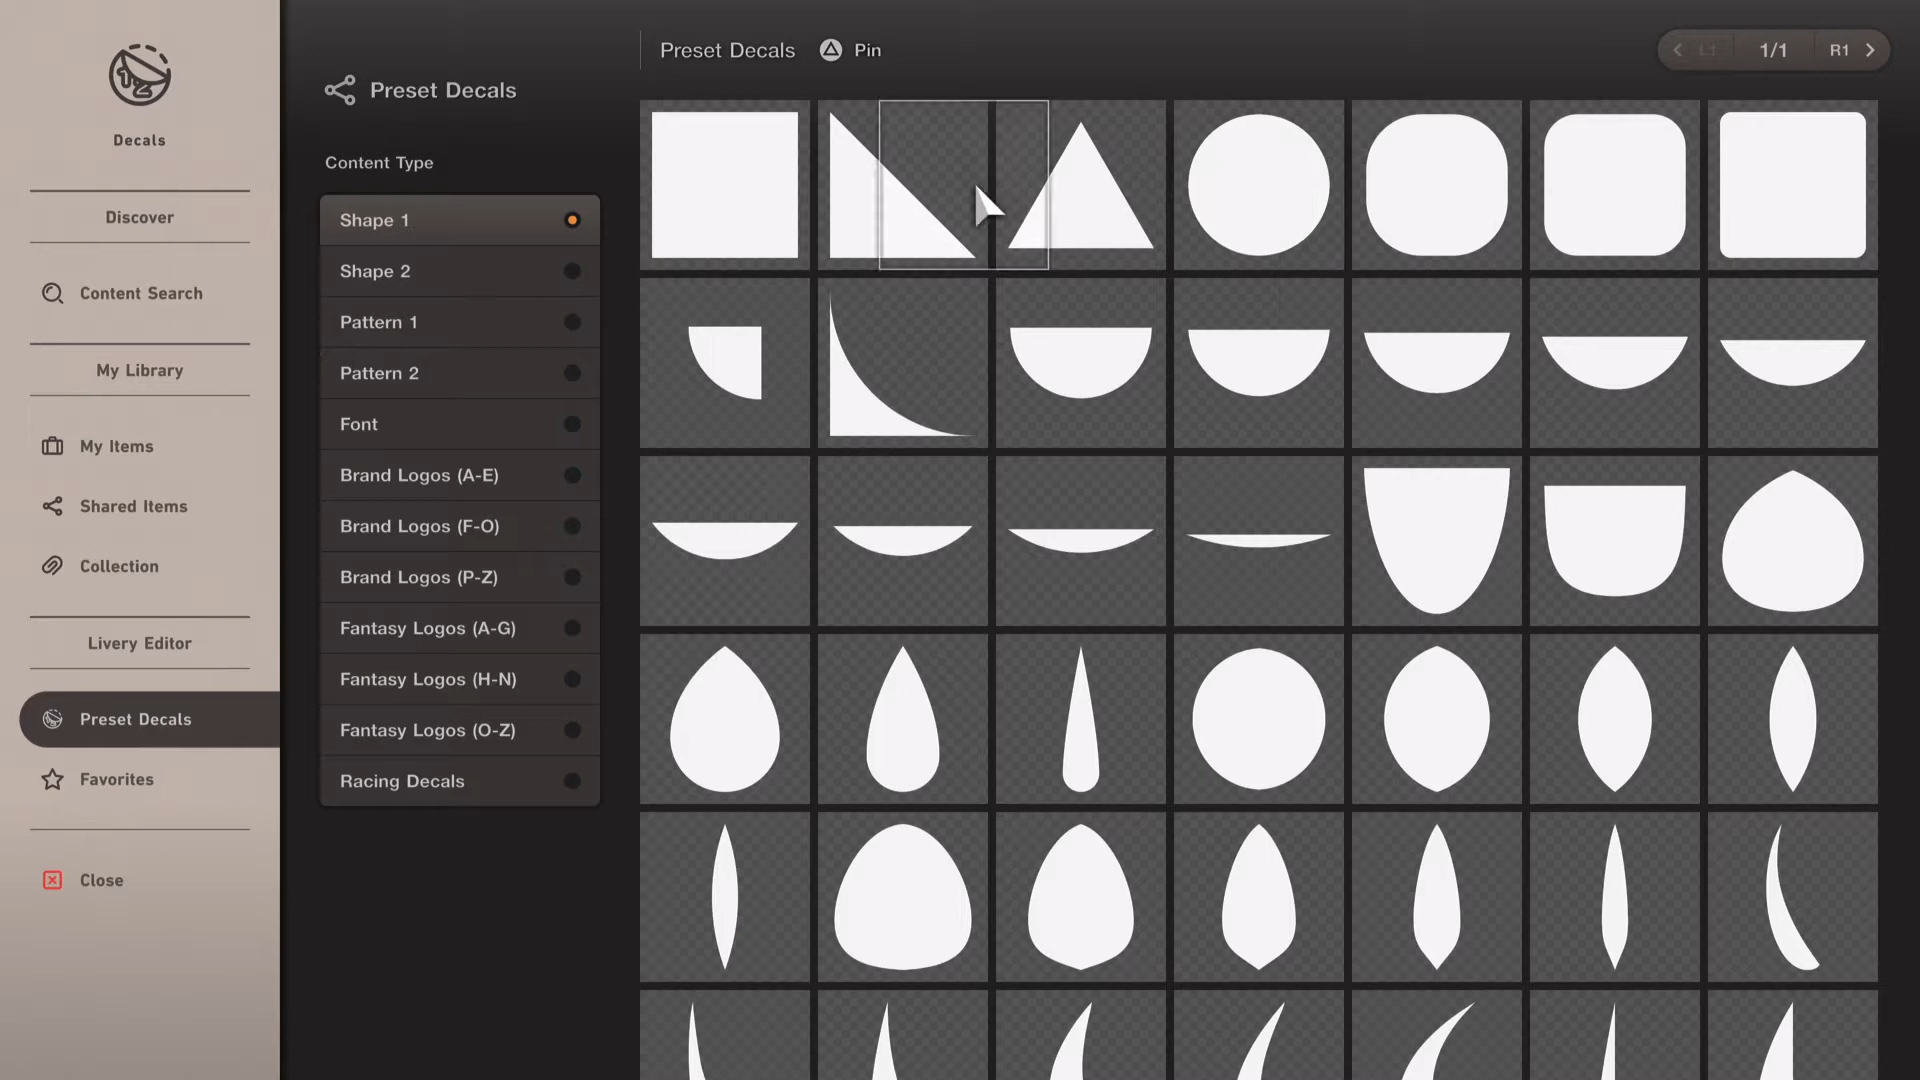 Decals
Discover
Content Search
My Library
My Items
Shared Items
Collection
Livery Editor
Preset Decals
Favorites
Close
Preset Decals
Content Type
Shape 1
Shape 2
Pattern 1
Pattern 2
Font
Brand Logos (A-E)
Brand Logos (F-O)
Brand Logos (P-Z)
Fantasy Logos (A-G)
Fantasy Logos (H-N)
Fantasy Logos (O-Z)
Racing Decals
Preset Decals Pin
L1 1/1 R1